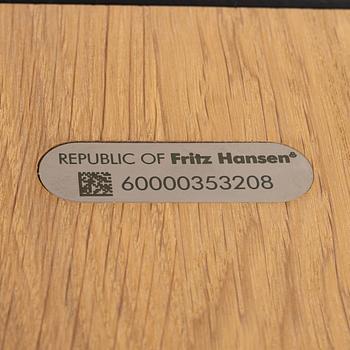 REPUBLIC OF Fritz Hansen®
60000353208